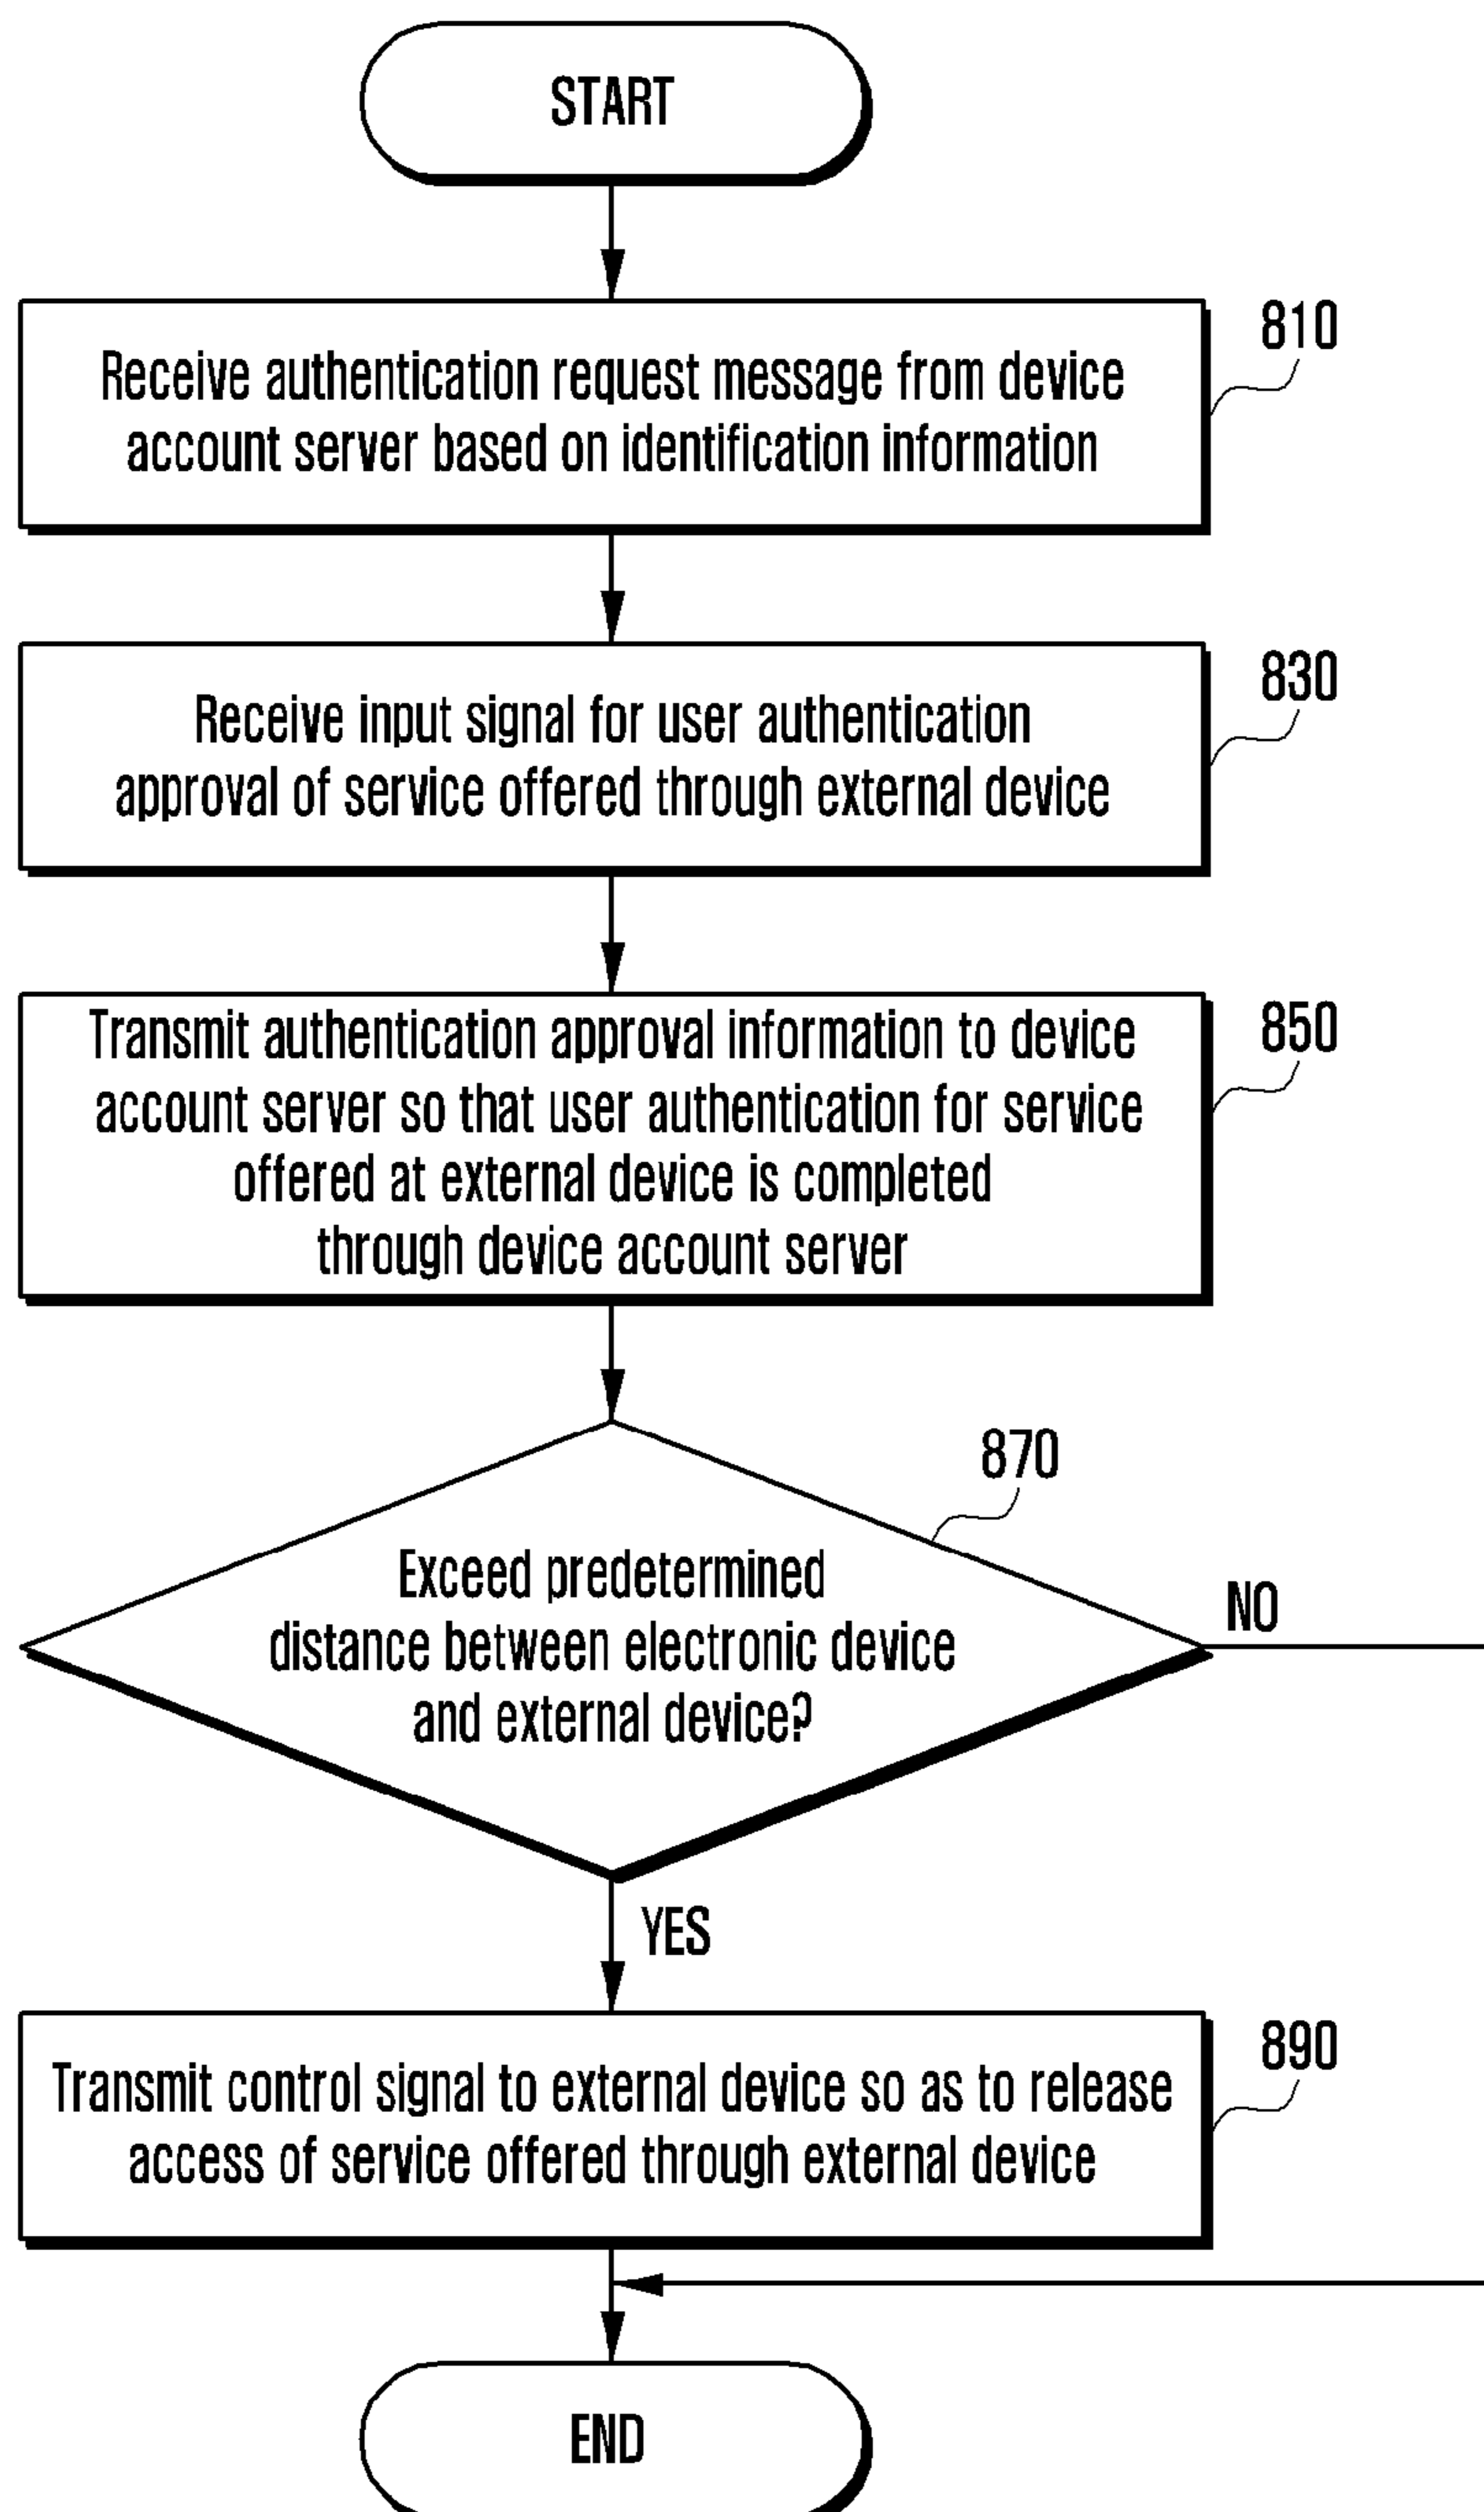 START
810
Receive authentication request message from device
account server based on identification information
830
Receive input signal for user authentication
approval of service offered through external device
850
Transmit authentication approval information to device
account server so that user authentication for service
offered at external device is completed
through device account server
870
Exceed predetermined
distance between electronic device
and external device?
NO
YES
890
Transmit control signal to external device so as to release
access of service offered through external device
END